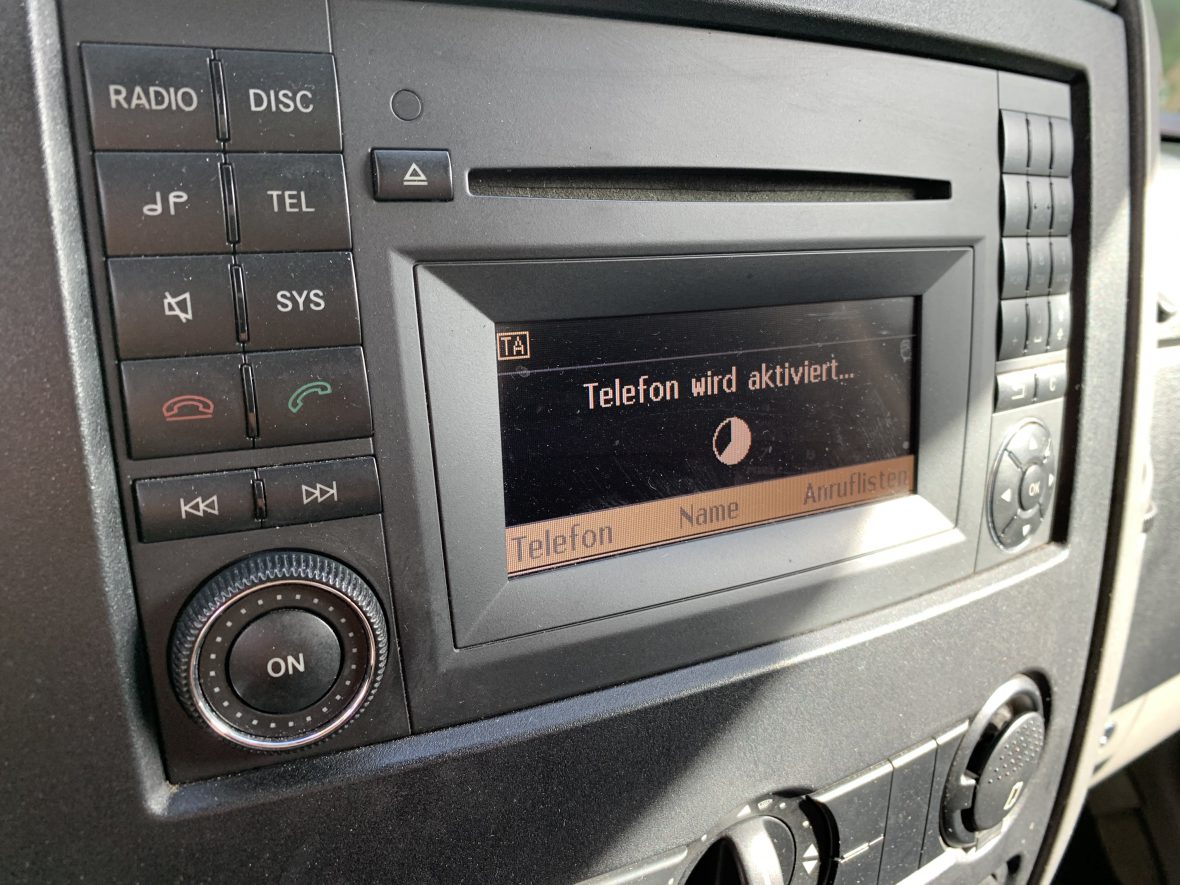 RADIO
DISC
TEL
SYS
ON
TA
Telefon wird aktiviert...
Telefon
Name
Anruflisten
C
OK